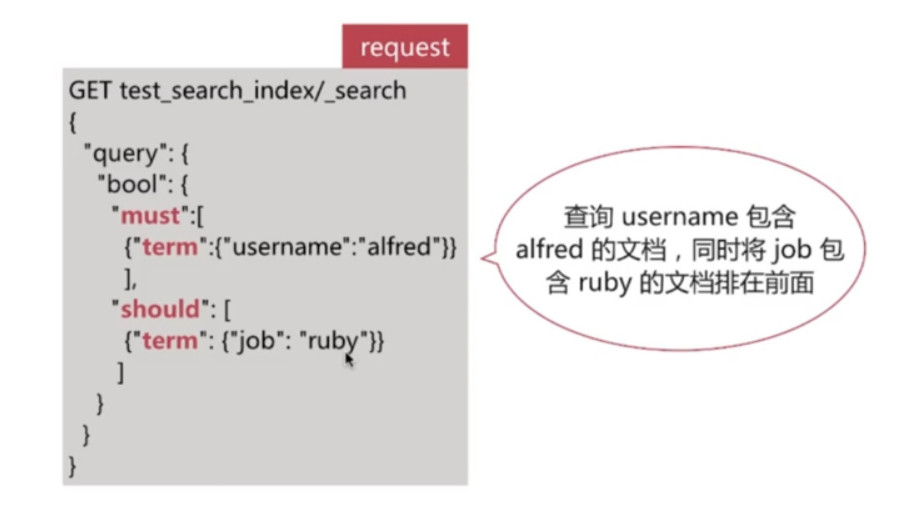 request
GET test_search_index/_search
{
"query": {
"bool": {
"must":[
{"term":{"username":"alfred"}}
],
"should": [
{"term": {"job": "ruby"}}
]
}
}
}
查询 username 包含
alfred 的文档，同时将 job 包
含 ruby 的文档排在前面